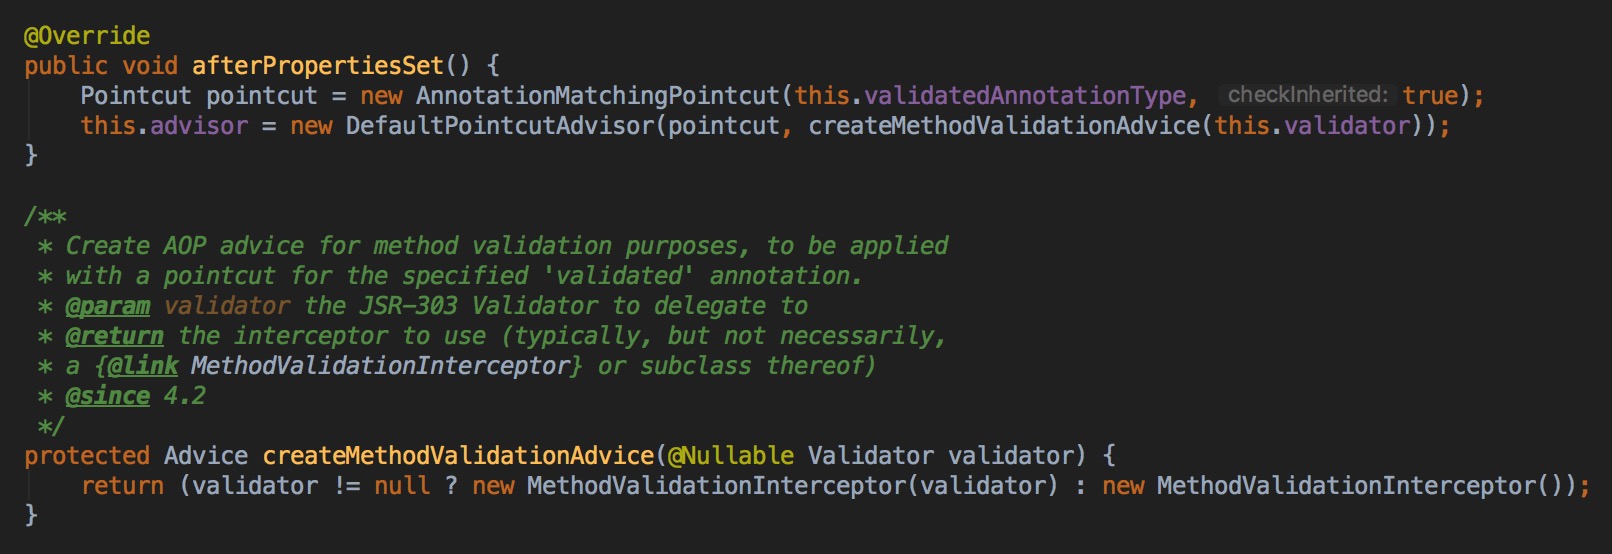 @Override
public void afterPropertiesSet() {
    Pointcut pointcut = new AnnotationMatchingPointcut(this.validatedAnnotationType, checkInherited: true);
    this.advisor = new DefaultPointcutAdvisor(pointcut, createMethodValidationAdvice(this.validator));
}

/**
 * Create AOP advice for method validation purposes, to be applied
 * with a pointcut for the specified 'validated' annotation.
 * @param validator the JSR-303 Validator to delegate to
 * @return the interceptor to use (typically, but not necessarily,
 * a {@link MethodValidationInterceptor} or subclass thereof)
 * @since 4.2
 */
protected Advice createMethodValidationAdvice(@Nullable Validator validator) {
    return (validator != null ? new MethodValidationInterceptor(validator) : new MethodValidationInterceptor());
}